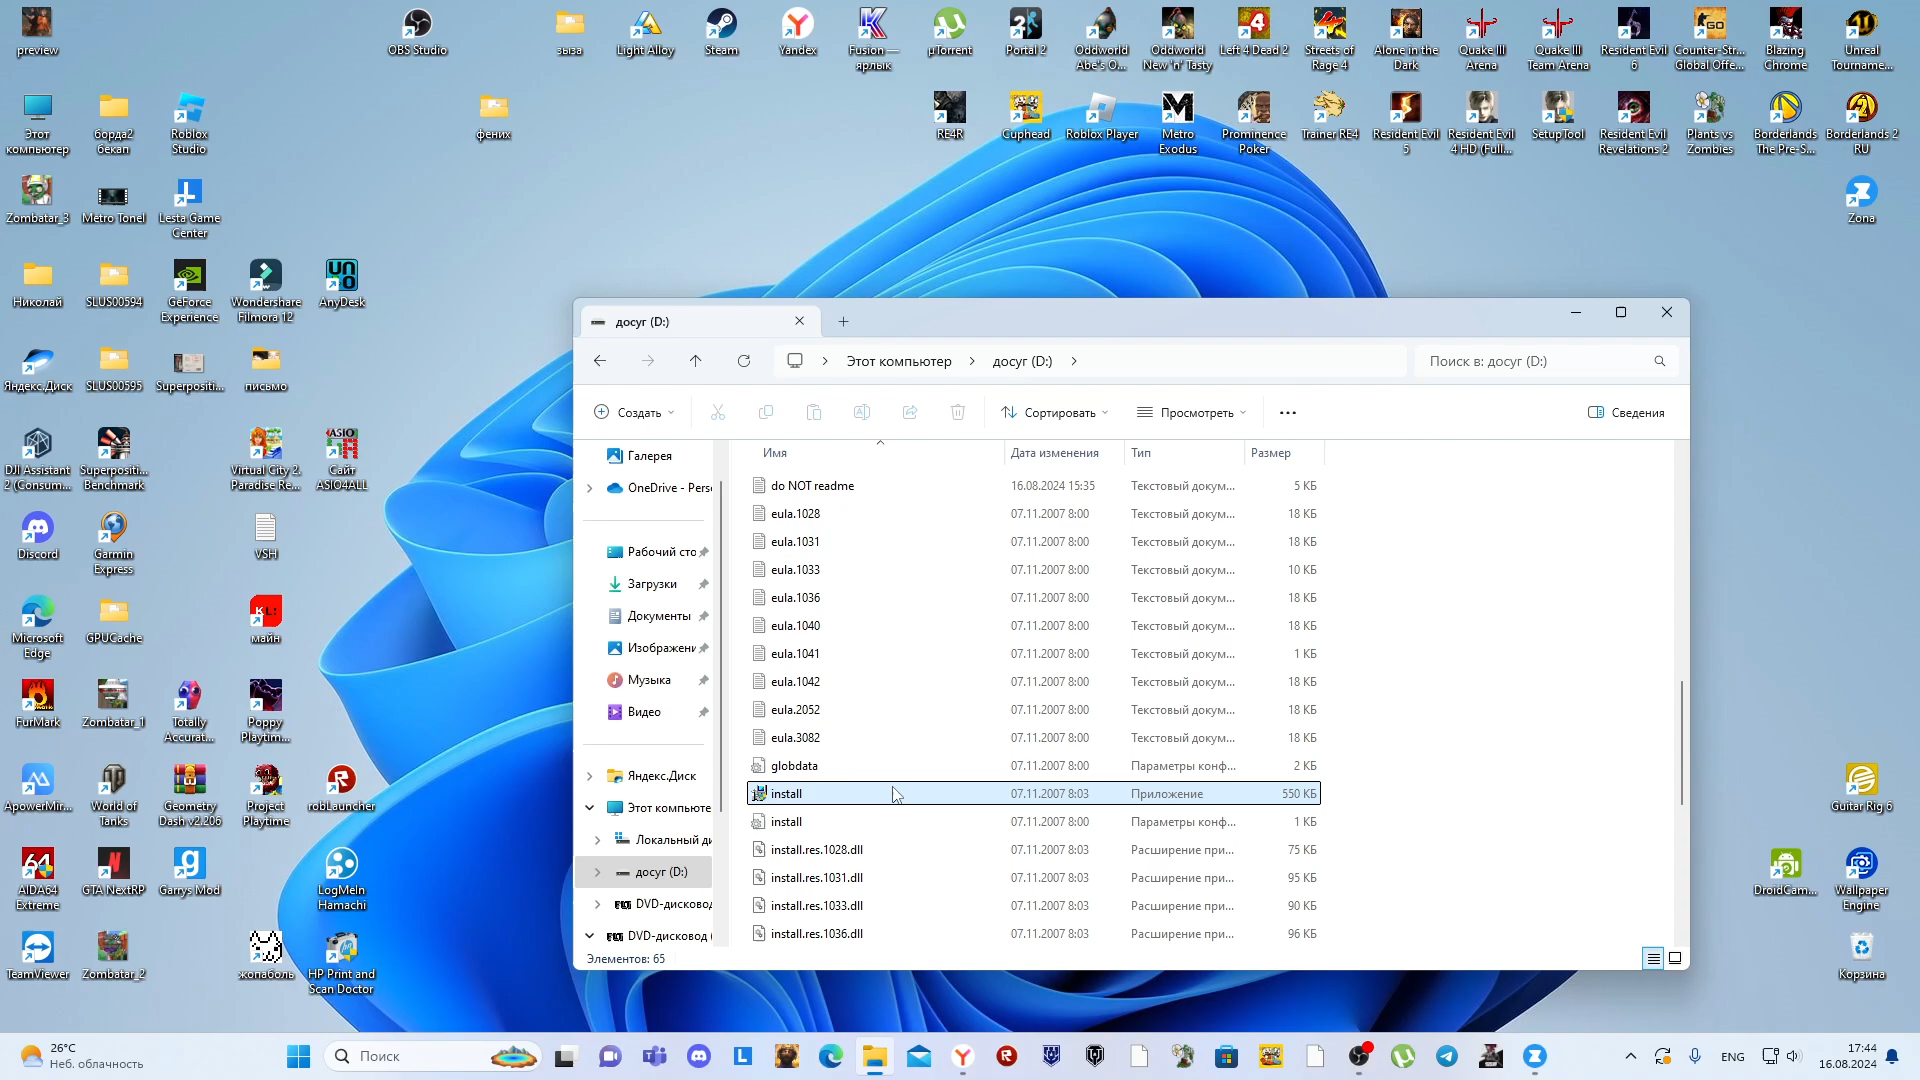 preview
OBS Studio
зыза
Light Alloy
Steam
Yandex
Fusion —
ярлык
µTorrent
Portal 2
Oddworld
Abe's O...
Oddworld
New 'n' Tasty
Left 4 Dead 2
Streets of
Rage 4
Alone in the
Dark
Quake III
Arena
Quake III
Team Arena
Resident Evil
6
Counter-Str...
Global Offe...
Blazing
Chrome
Unreal
Tourname...
Этот
компьютер
борда2
бекап
Roblox
Studio
фених
RE4R
Cuphead
Roblox Player
Metro
Exodus
Prominence
Poker
Trainer RE4
Resident Evil
5
Resident Evil
4 HD (Full...
SetupTool
Resident Evil
Revelations 2
Plants vs
Zombies
Borderlands
The Pre-S...
Borderlands 2
RU
Zombatar_3
Metro Tonel
Lesta Game
Center
Zona
Николай
SLUS00594
GeForce
Experience
Wondershare
Filmora 12
AnyDesk
Яндекс.Диск
SLUS00595
Superpositi...
письмо
DJI Assistant
2 (Consum...
Superpositi...
Benchmark
Virtual City 2.
Paradise Re...
Сайт
ASIO4ALL
Discord
Garmin
Express
VSH
Microsoft
Edge
GPUCache
майн
FurMark
Zombatar_1
Totally
Accurat...
Poppy
Playtim...
ApowerMir...
World of
Tanks
Geometry
Dash v2.206
Project
Playtime
robLauncher
Guitar Rig 6
AIDA64
Extreme
GTA NextRP
Garrys Mod
LogMeIn
Hamachi
DroidCam...
Wallpaper
Engine
TeamViewer
Zombatar_2
жопаболь
HP Print and
Scan Doctor
Корзина
досуг (D:)
Этот компьютер
досуг (D:)
Поиск в: досуг (D:)
Создать
Сортировать
Просмотреть
Сведения
Галерея
OneDrive - Perso
Рабочий сто
Загрузки
Документы
Изображени
Музыка
Видео
Яндекс.Диск
Этот компьюте
Локальный ди
досуг (D:)
DVD-дисковод
DVD-дисковод (
Имя
Дата изменения
Тип
Размер
do NOT readme 16.08.2024 15:35 Текстовый докум... 5 КБ
eula.1028 07.11.2007 8:00 Текстовый докум... 18 КБ
eula.1031 07.11.2007 8:00 Текстовый докум... 18 КБ
eula.1033 07.11.2007 8:00 Текстовый докум... 10 КБ
eula.1036 07.11.2007 8:00 Текстовый докум... 18 КБ
eula.1040 07.11.2007 8:00 Текстовый докум... 18 КБ
eula.1041 07.11.2007 8:00 Текстовый докум... 1 КБ
eula.1042 07.11.2007 8:00 Текстовый докум... 18 КБ
eula.2052 07.11.2007 8:00 Текстовый докум... 18 КБ
eula.3082 07.11.2007 8:00 Текстовый докум... 18 КБ
globdata 07.11.2007 8:00 Параметры конф... 2 КБ
install 07.11.2007 8:03 Приложение 550 КБ
install 07.11.2007 8:00 Параметры конф... 1 КБ
install.res.1028.dll 07.11.2007 8:03 Расширение при... 75 КБ
install.res.1031.dll 07.11.2007 8:03 Расширение при... 95 КБ
install.res.1033.dll 07.11.2007 8:03 Расширение при... 90 КБ
install.res.1036.dll 07.11.2007 8:03 Расширение при... 96 КБ
Элементов: 65
26°C
Неб. облачность
Поиск
ENG
17:44
16.08.2024